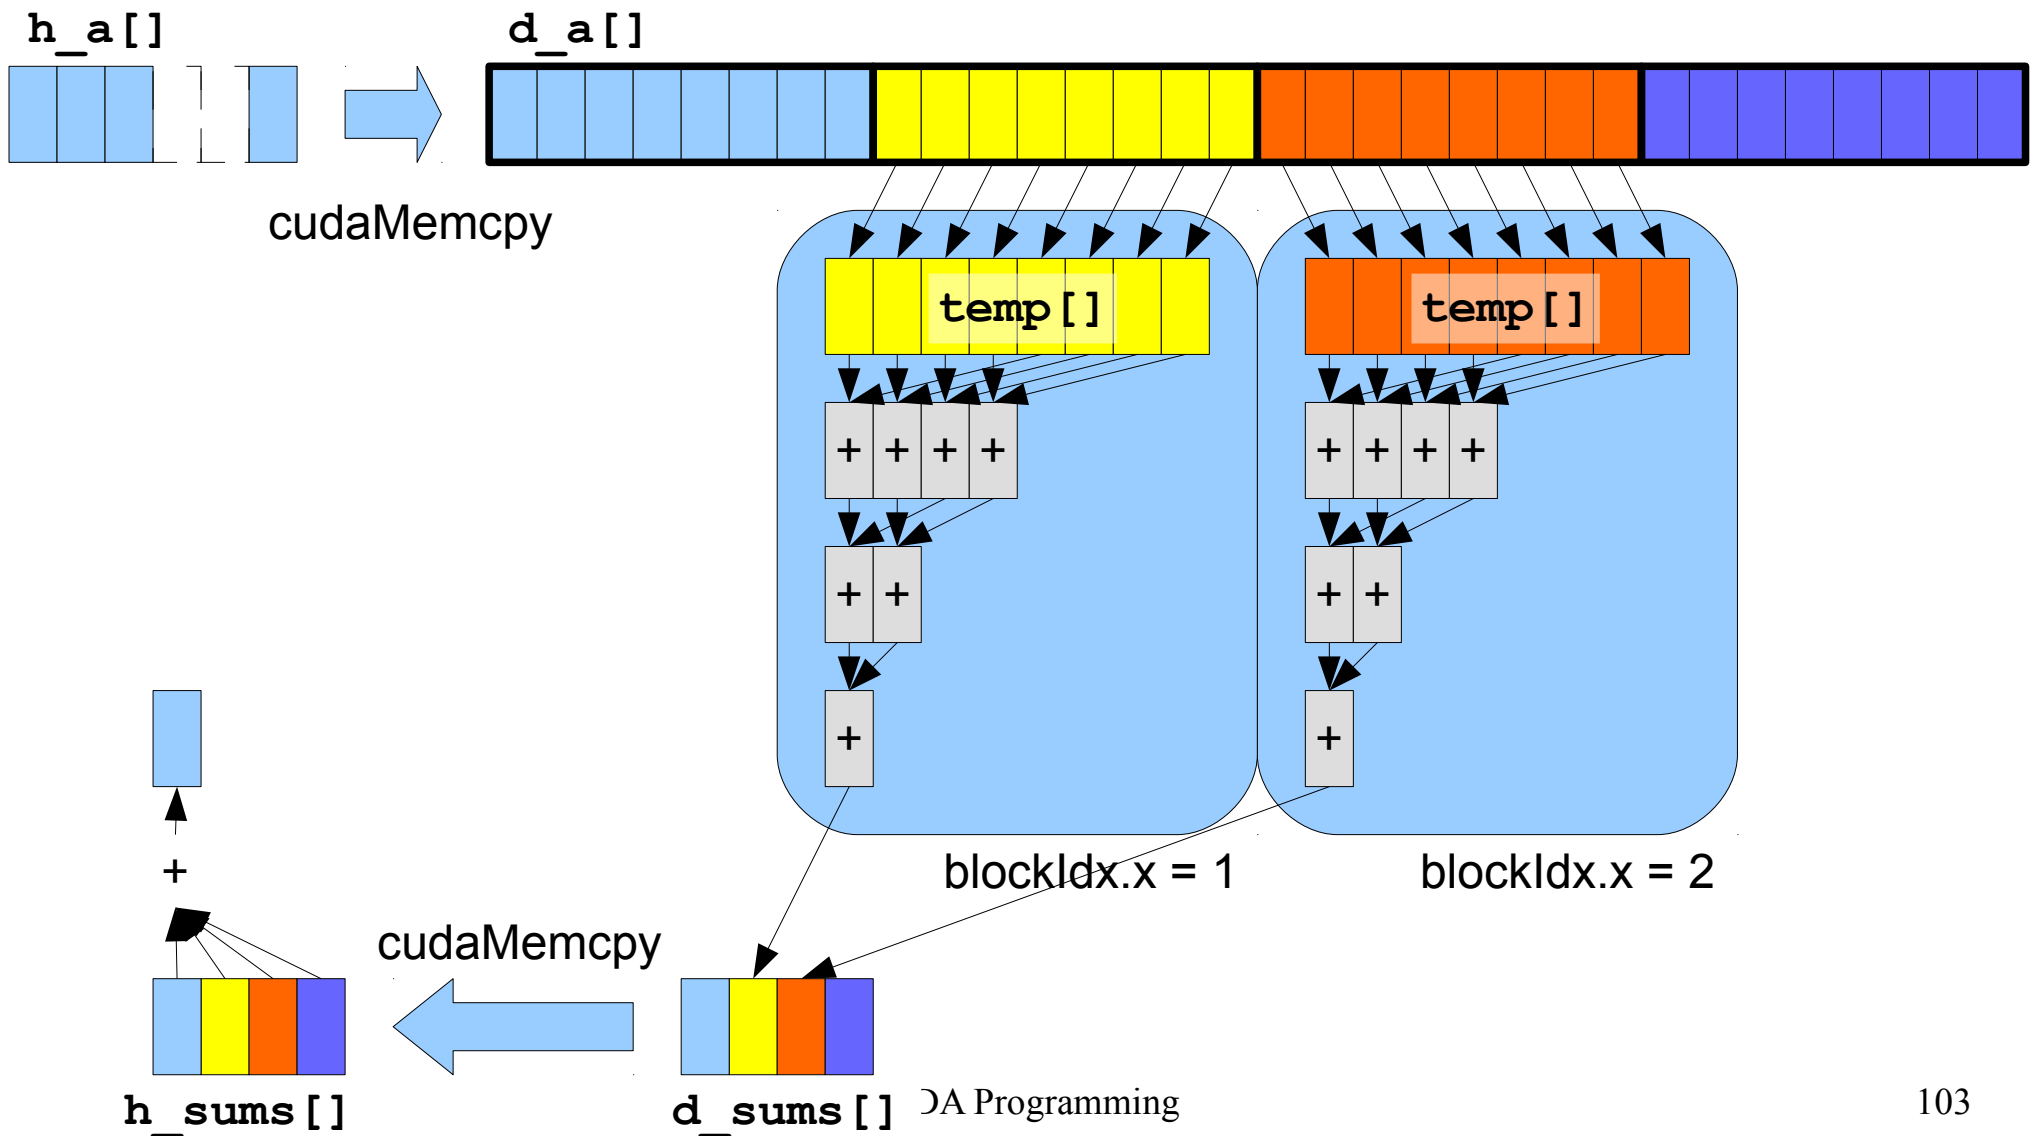 h_a[]
d_a[]
cudaMemcpy
temp[]
temp[]
+ + + +
+ + + +
+ +
+ +
+
+
blockIdx.x = 1
blockIdx.x = 2
+
cudaMemcpy
h_sums[]
d_sums[]
DA Programming
103